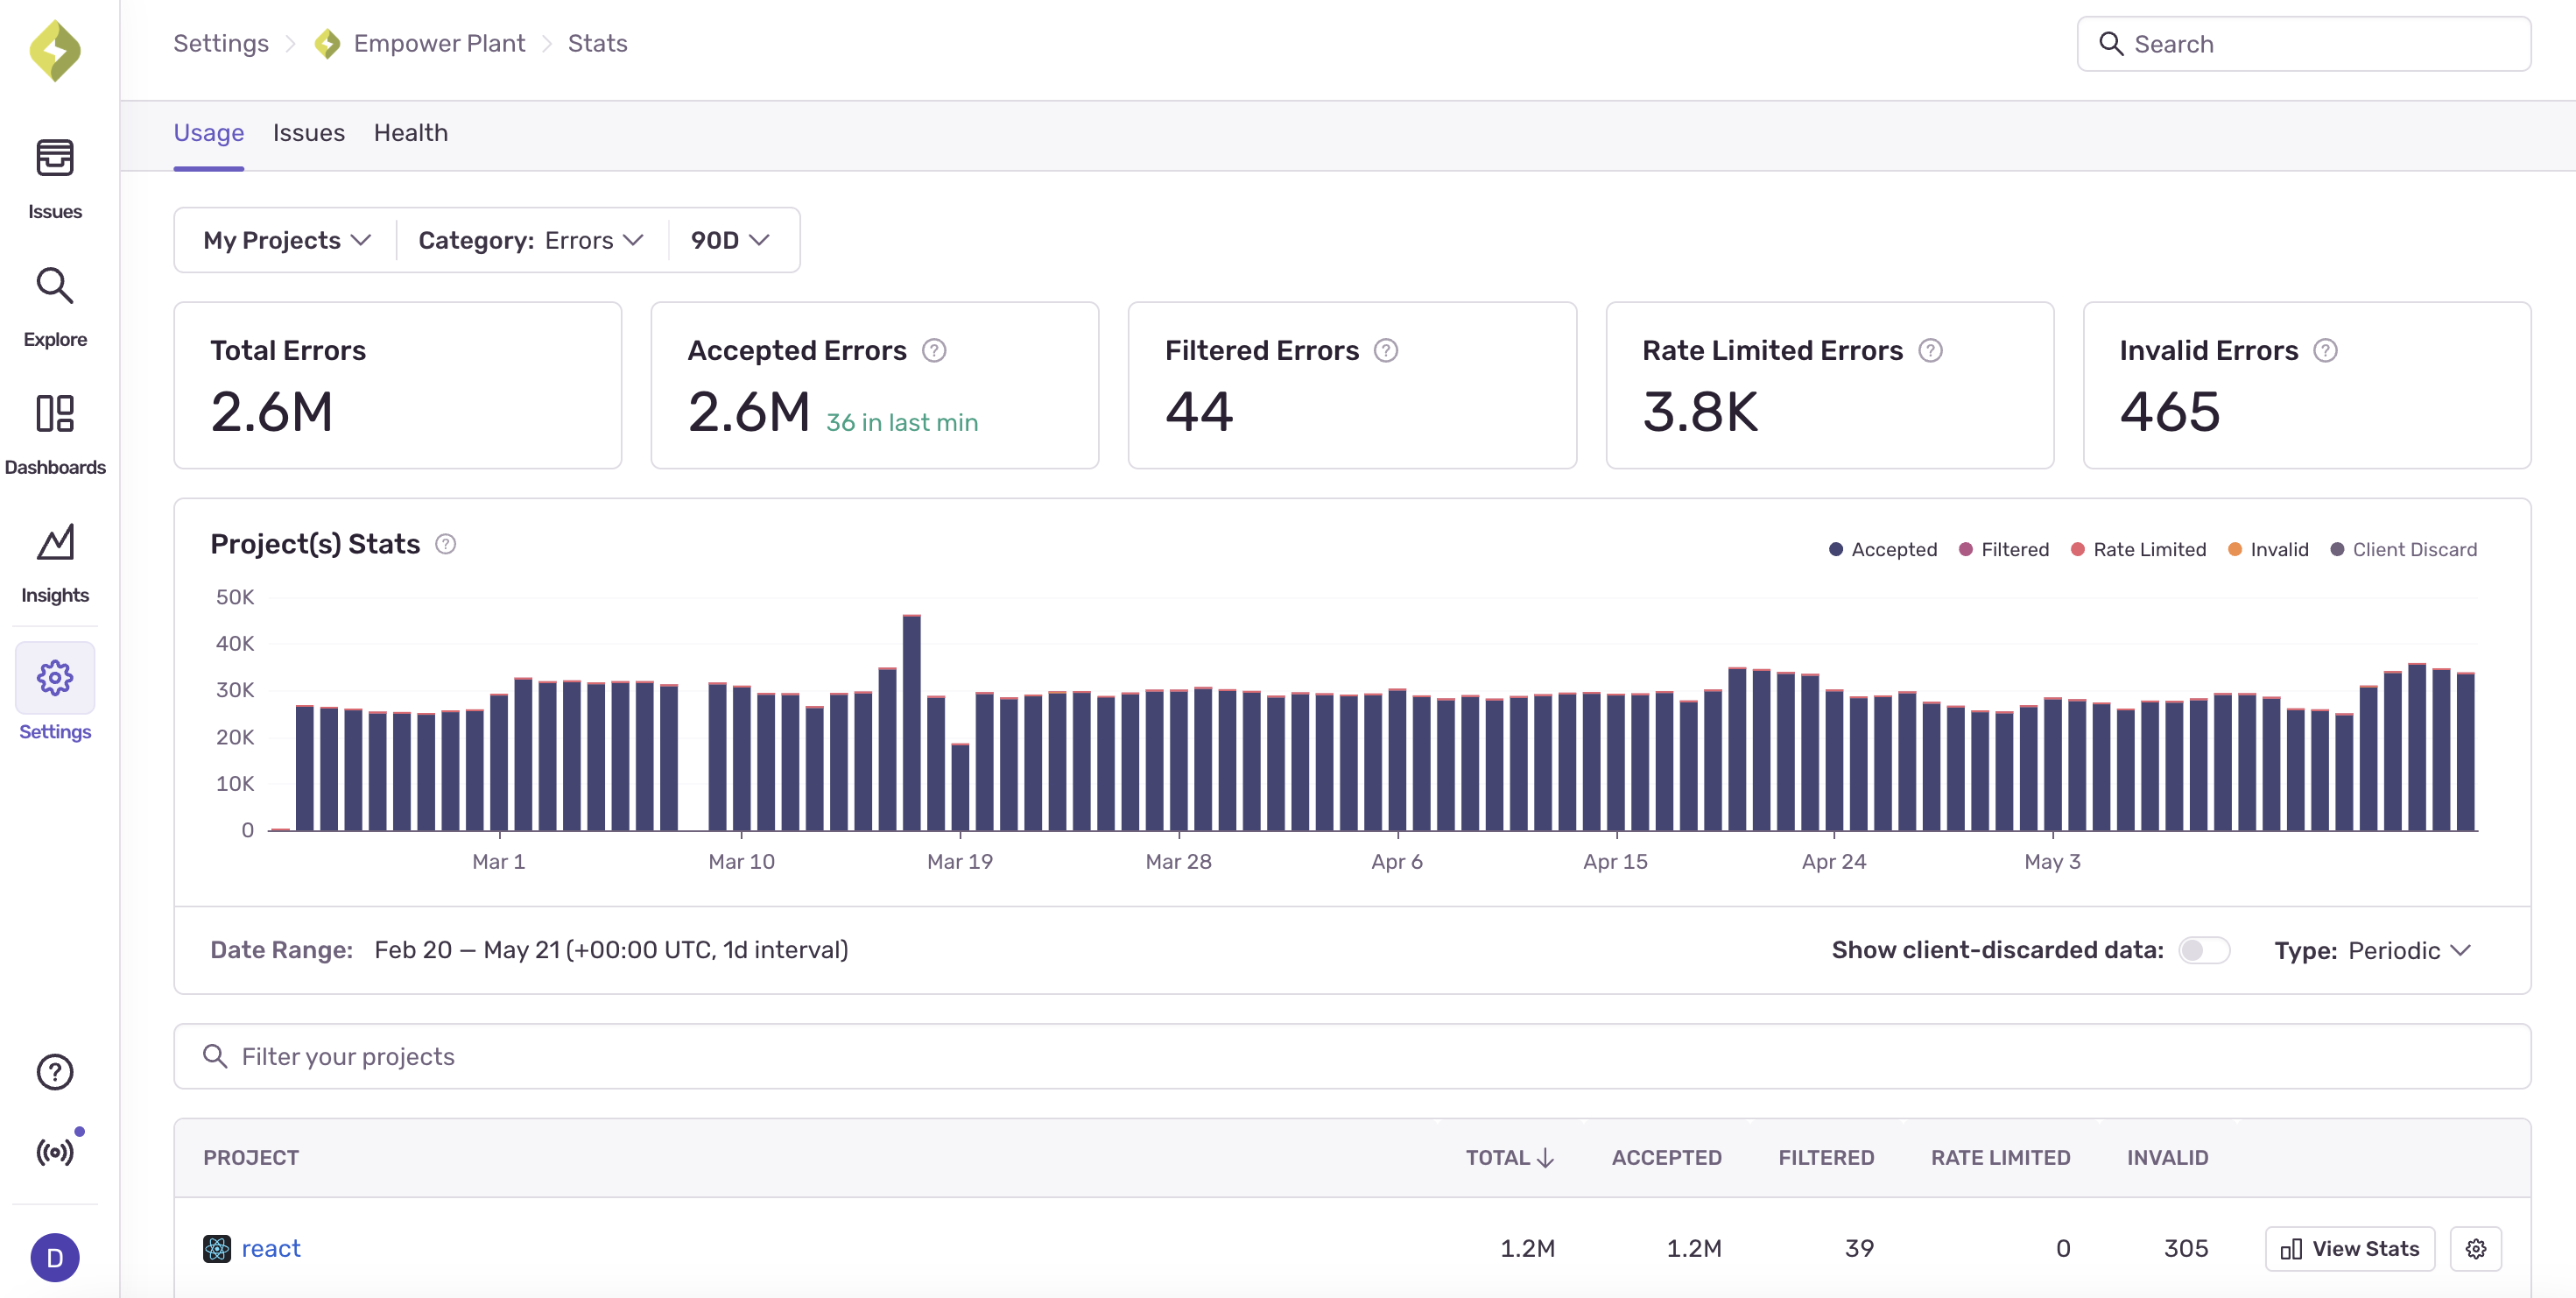 Settings > Empower Plant > Stats
Search
Usage Issues Health
Issues
Explore
Dashboards
Insights
Settings
D
My Projects Category: Errors 90D
Total Errors
2.6M
Accepted Errors ?
2.6M 36 in last min
Filtered Errors ?
44
Rate Limited Errors ?
3.8K
Invalid Errors ?
465
Project(s) Stats ?
Accepted Filtered Rate Limited Invalid Client Discard
50K
40K
30K
20K
10K
0
Mar 1 Mar 10 Mar 19 Mar 28 Apr 6 Apr 15 Apr 24 May 3
Date Range: Feb 20 — May 21 (+00:00 UTC, 1d interval)
Show client-discarded data: Type: Periodic
Filter your projects
PROJECT TOTAL ↓ ACCEPTED FILTERED RATE LIMITED INVALID
react 1.2M 1.2M 39 0 305 View Stats